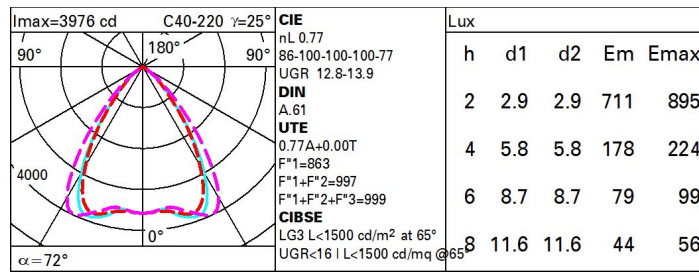 Imax=3976 cd C40-220 γ=25°
90° 180° 90°
4000
0°
α=72°
CIE
nL 0.77
86-100-100-100-77
UGR 12.8-13.9
DIN
A.61
UTE
0.77A+0.00T
F"1=863
F"1+F"2=997
F"1+F"2+F"3=999
CIBSE
LG3 L<1500 cd/m² at 65°
UGR<16 | L<1500 cd/mq @65°
Lux
h d1 d2 Em Emax
2 2.9 2.9 711 895
4 5.8 5.8 178 224
6 8.7 8.7 79 99
8 11.6 11.6 44 56